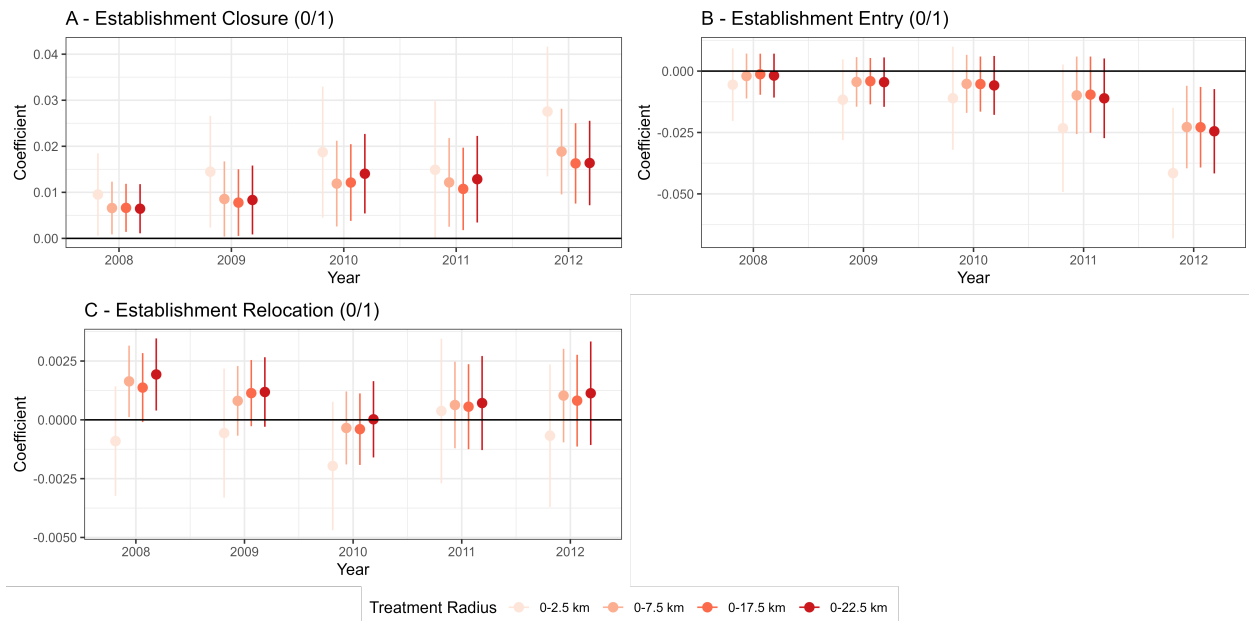 A - Establishment Closure (0/1)
0.04
0.03
0.02
0.01
0.00
Coefficient
2008 2009 2010 2011 2012
Year
B - Establishment Entry (0/1)
0.000
-0.025
-0.050
Coefficient
2008 2009 2010 2011 2012
Year
C - Establishment Relocation (0/1)
0.0025
0.0000
-0.0025
-0.0050
Coefficient
2008 2009 2010 2011 2012
Year
Treatment Radius 0-2.5 km 0-7.5 km 0-17.5 km 0-22.5 km